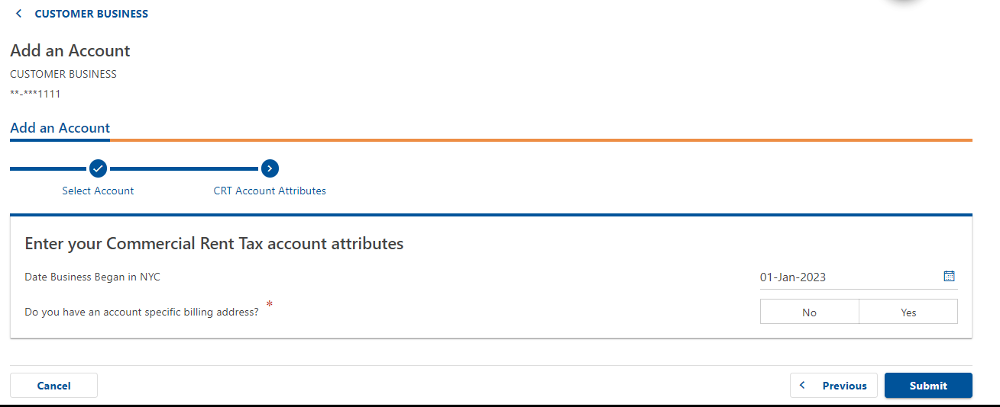 CUSTOMER BUSINESS
Add an Account
CUSTOMER BUSINESS
**-***1111
Add an Account
Select Account
CRT Account Attributes
Enter your Commercial Rent Tax account attributes
Date Business Began in NYC
01-Jan-2023
Do you have an account specific billing address? *
No
Yes
Cancel
Previous
Submit